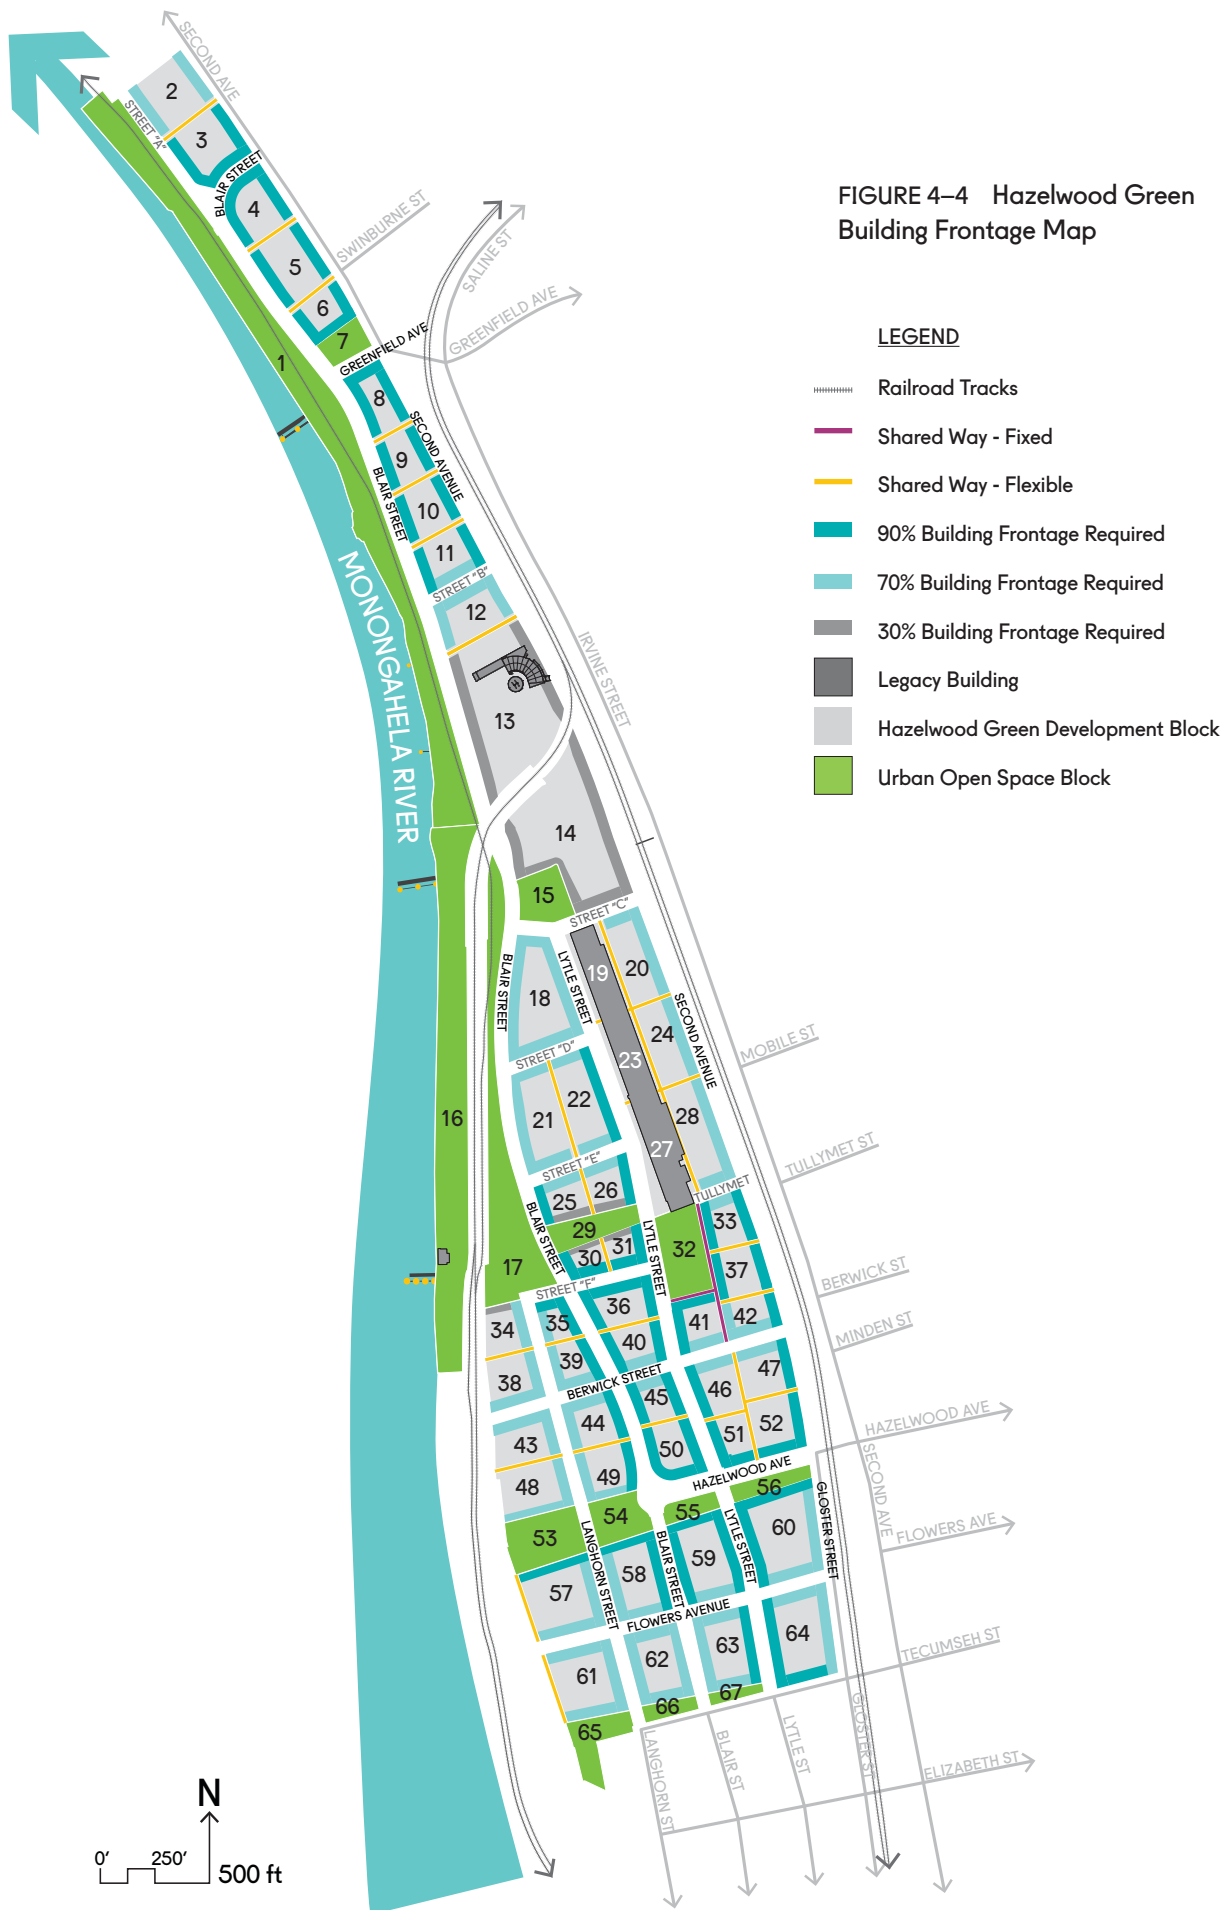 FIGURE 4–4 Hazelwood Green
Building Frontage Map
LEGEND
Railroad Tracks
Shared Way - Fixed
Shared Way - Flexible
90% Building Frontage Required
70% Building Frontage Required
30% Building Frontage Required
Legacy Building
Hazelwood Green Development Block
Urban Open Space Block
SECOND AVE
2
STREET "A"
3
BLAIR STREET
4
SWINBURNE ST
5
SALINE ST
6
7
GREENFIELD AVE
GREENFIELD AVE
1
8
SECOND AVENUE
9
BLAIR STREET
10
11
STREET "B"
12
MONONGAHELA RIVER
IRVINE STREET
13
14
15
STREET "C"
BLAIR STREET
LYTLE STREET
19
20
18
SECOND AVENUE
24
MOBILE ST
STREET "D"
23
22
21
16
28
27
TULLYMET ST
STREET "E"
25
26
TULLYMET
BLAIR STREET
29
33
LYTLE STREET
30
31
32
17
37
BERWICK ST
STREET "F"
36
35
34
41
42
MINDEN ST
40
39
38
BERWICK STREET
47
46
45
44
43
HAZELWOOD AVE
52
51
50
49
48
SECOND AVE
HAZELWOOD AVE
56
55
54
53
GLOSTER STREET
FLOWERS AVE
LANGHORN STREET
BLAIR STREET
LYTLE STREET
60
59
58
57
FLOWERS AVENUE
64
63
62
61
TECUMSEH ST
67
66
65
LANGHORN ST
BLAIR ST
LYTLE ST
GLOSTER ST
ELIZABETH ST
N
0’ 250’
500 ft